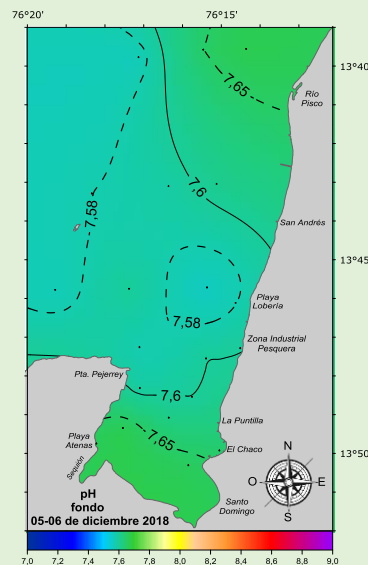 76°20' 76°15'
13°40'
7,65
Río
Pisco
7,6
7,58
San Andrés
13°45'
Playa
Lobería
7,58
Zona Industrial
Pesquera
Pta. Pejerrey
7,6
La Puntilla
7,65
Playa
Atenas
El Chaco
13°50'
Sequión
N
O E
S
pH
fondo
05-06 de diciembre 2018
Santo
Domingo
7,0 7,2 7,4 7,6 7,8 8,0 8,2 8,4 8,6 8,8 9,0